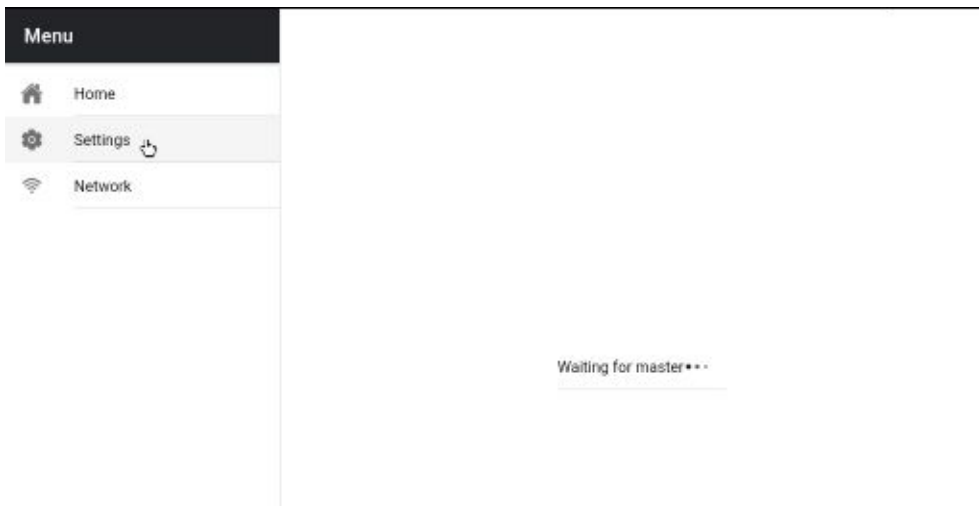 Menu
Home
Settings
Network
Waiting for master•••